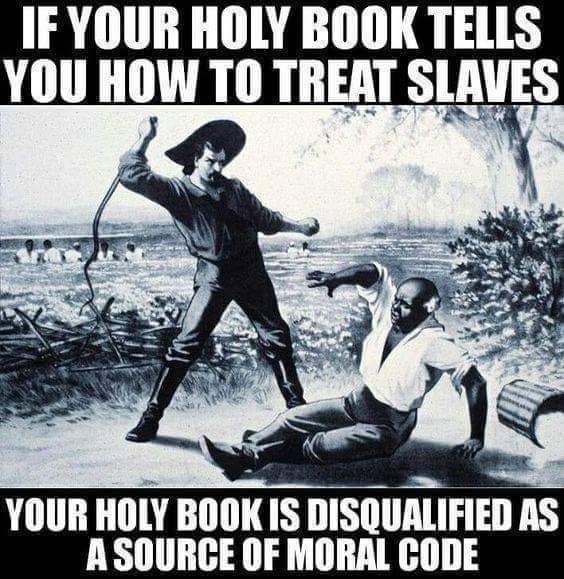 IF YOUR HOLY BOOK TELLS
YOU HOW TO TREAT SLAVES
YOUR HOLY BOOK IS DISQUALIFIED AS
A SOURCE OF MORAL CODE